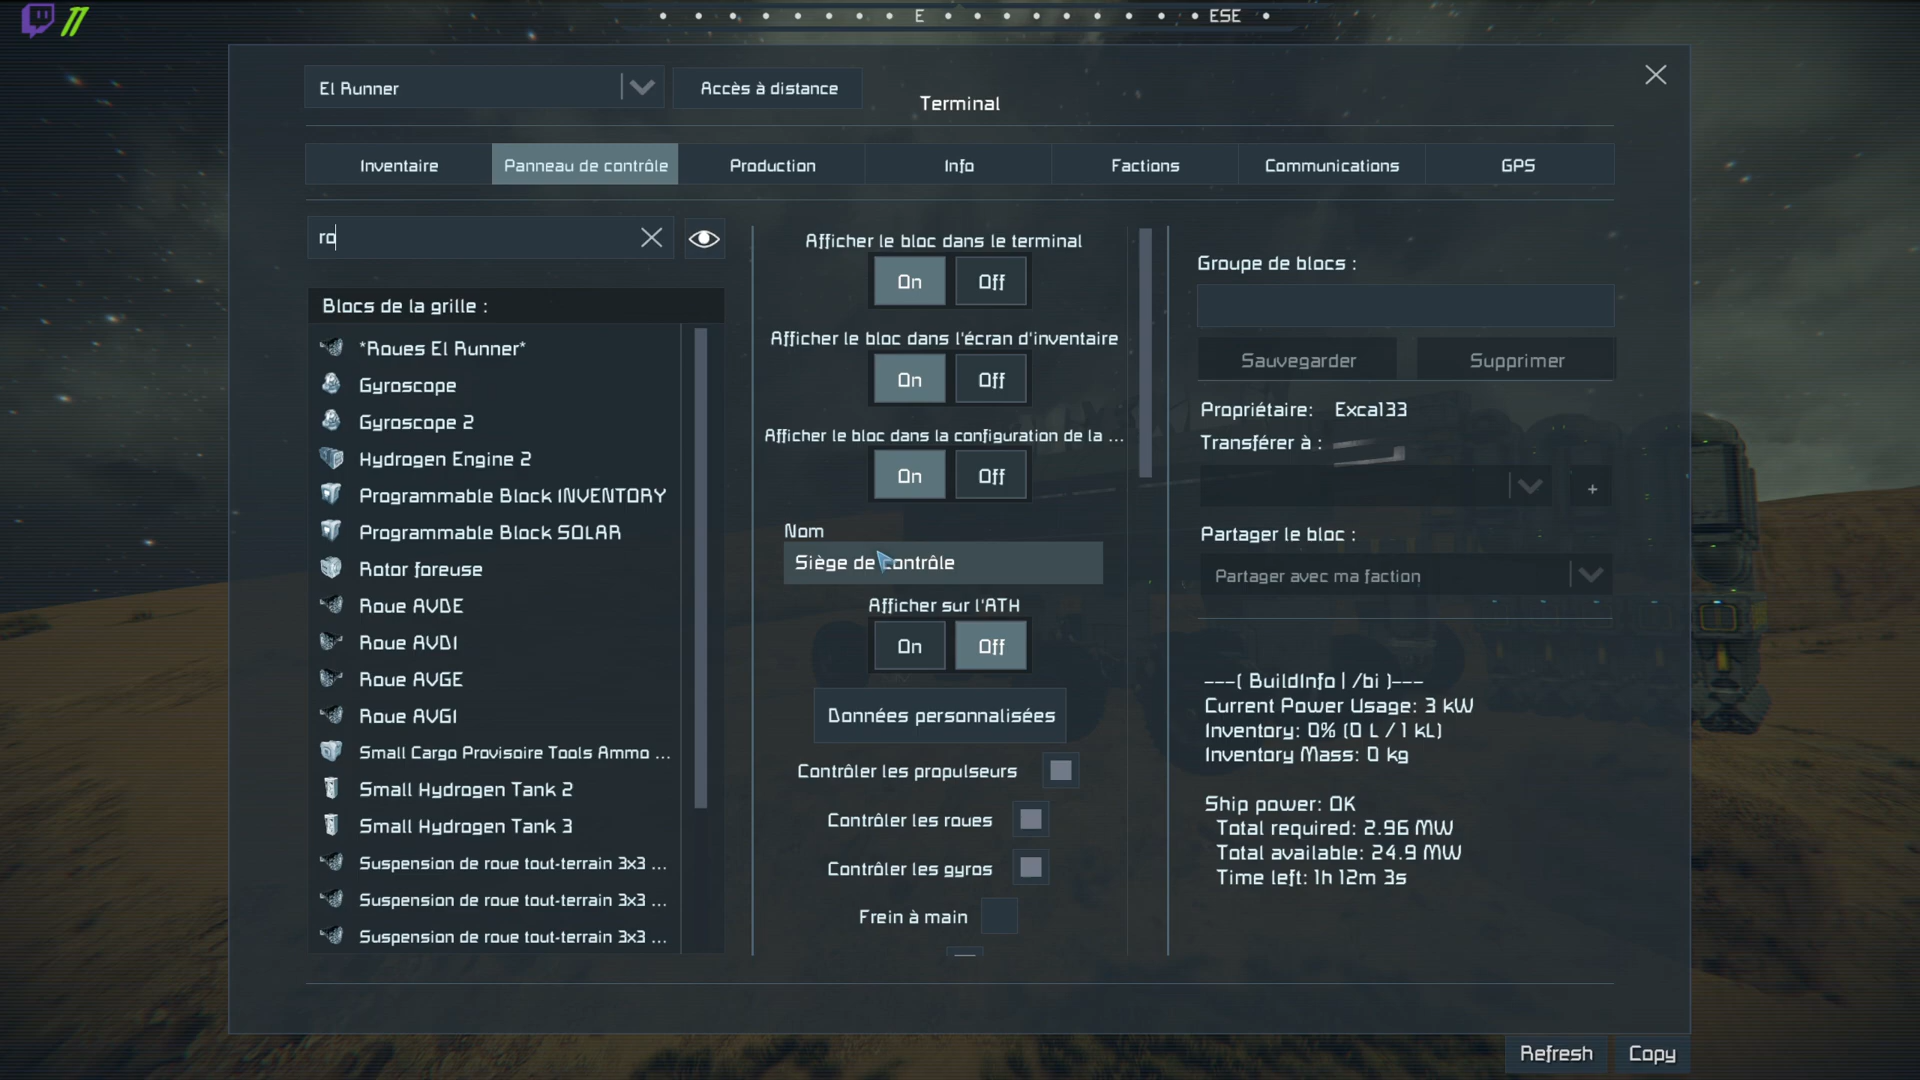 E
ESE
El Runner
Accès à distance
Terminal
Inventaire
Panneau de contrôle
Production
Info
Factions
Communications
GPS
ro
Blocs de la grille :
*Roues El Runner*
Gyroscope
Gyroscope 2
Hydrogen Engine 2
Programmable Block INVENTORY
Programmable Block SOLAR
Rotor foreuse
Roue AVDE
Roue AVDI
Roue AVGE
Roue AVGI
Small Cargo Provisoire Tools Ammo ...
Small Hydrogen Tank 2
Small Hydrogen Tank 3
Suspension de roue tout-terrain 3x3 ...
Suspension de roue tout-terrain 3x3 ...
Suspension de roue tout-terrain 3x3 ...
Afficher le bloc dans le terminal
On
Off
Afficher le bloc dans l'écran d'inventaire
On
Off
Afficher le bloc dans la configuration de la ...
On
Off
Nom
Siège de contrôle
Afficher sur l'ATH
On
Off
Données personnalisées
Contrôler les propulseurs
Contrôler les roues
Contrôler les gyros
Frein à main
Groupe de blocs :
Sauvegarder
Supprimer
Propriétaire: Exca133
Transférer à :
+
Partager le bloc :
Partager avec ma faction
---( BuildInfo | /bi )---
Current Power Usage: 3 kW
Inventory: 0% (0 L / 1 kL)
Inventory Mass: 0 kg
Ship power: OK
Total required: 2.96 MW
Total available: 24.9 MW
Time left: 1h 12m 3s
Refresh
Copy